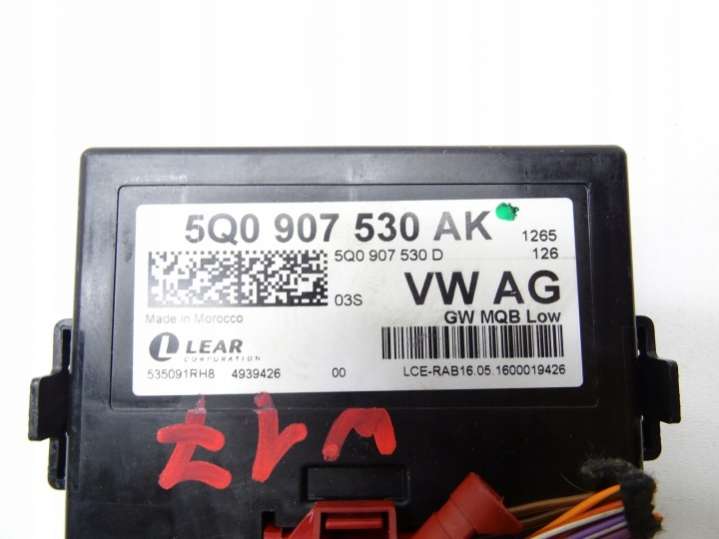 5Q0 907 530 AK 1265
5Q0 907 530 D 126
03S VW AG
Made in Morocco GW MQB Low
LEAR
CORPORATION
535091RH8 4939426 00 LCE-RAB16.05.1600019426
V17